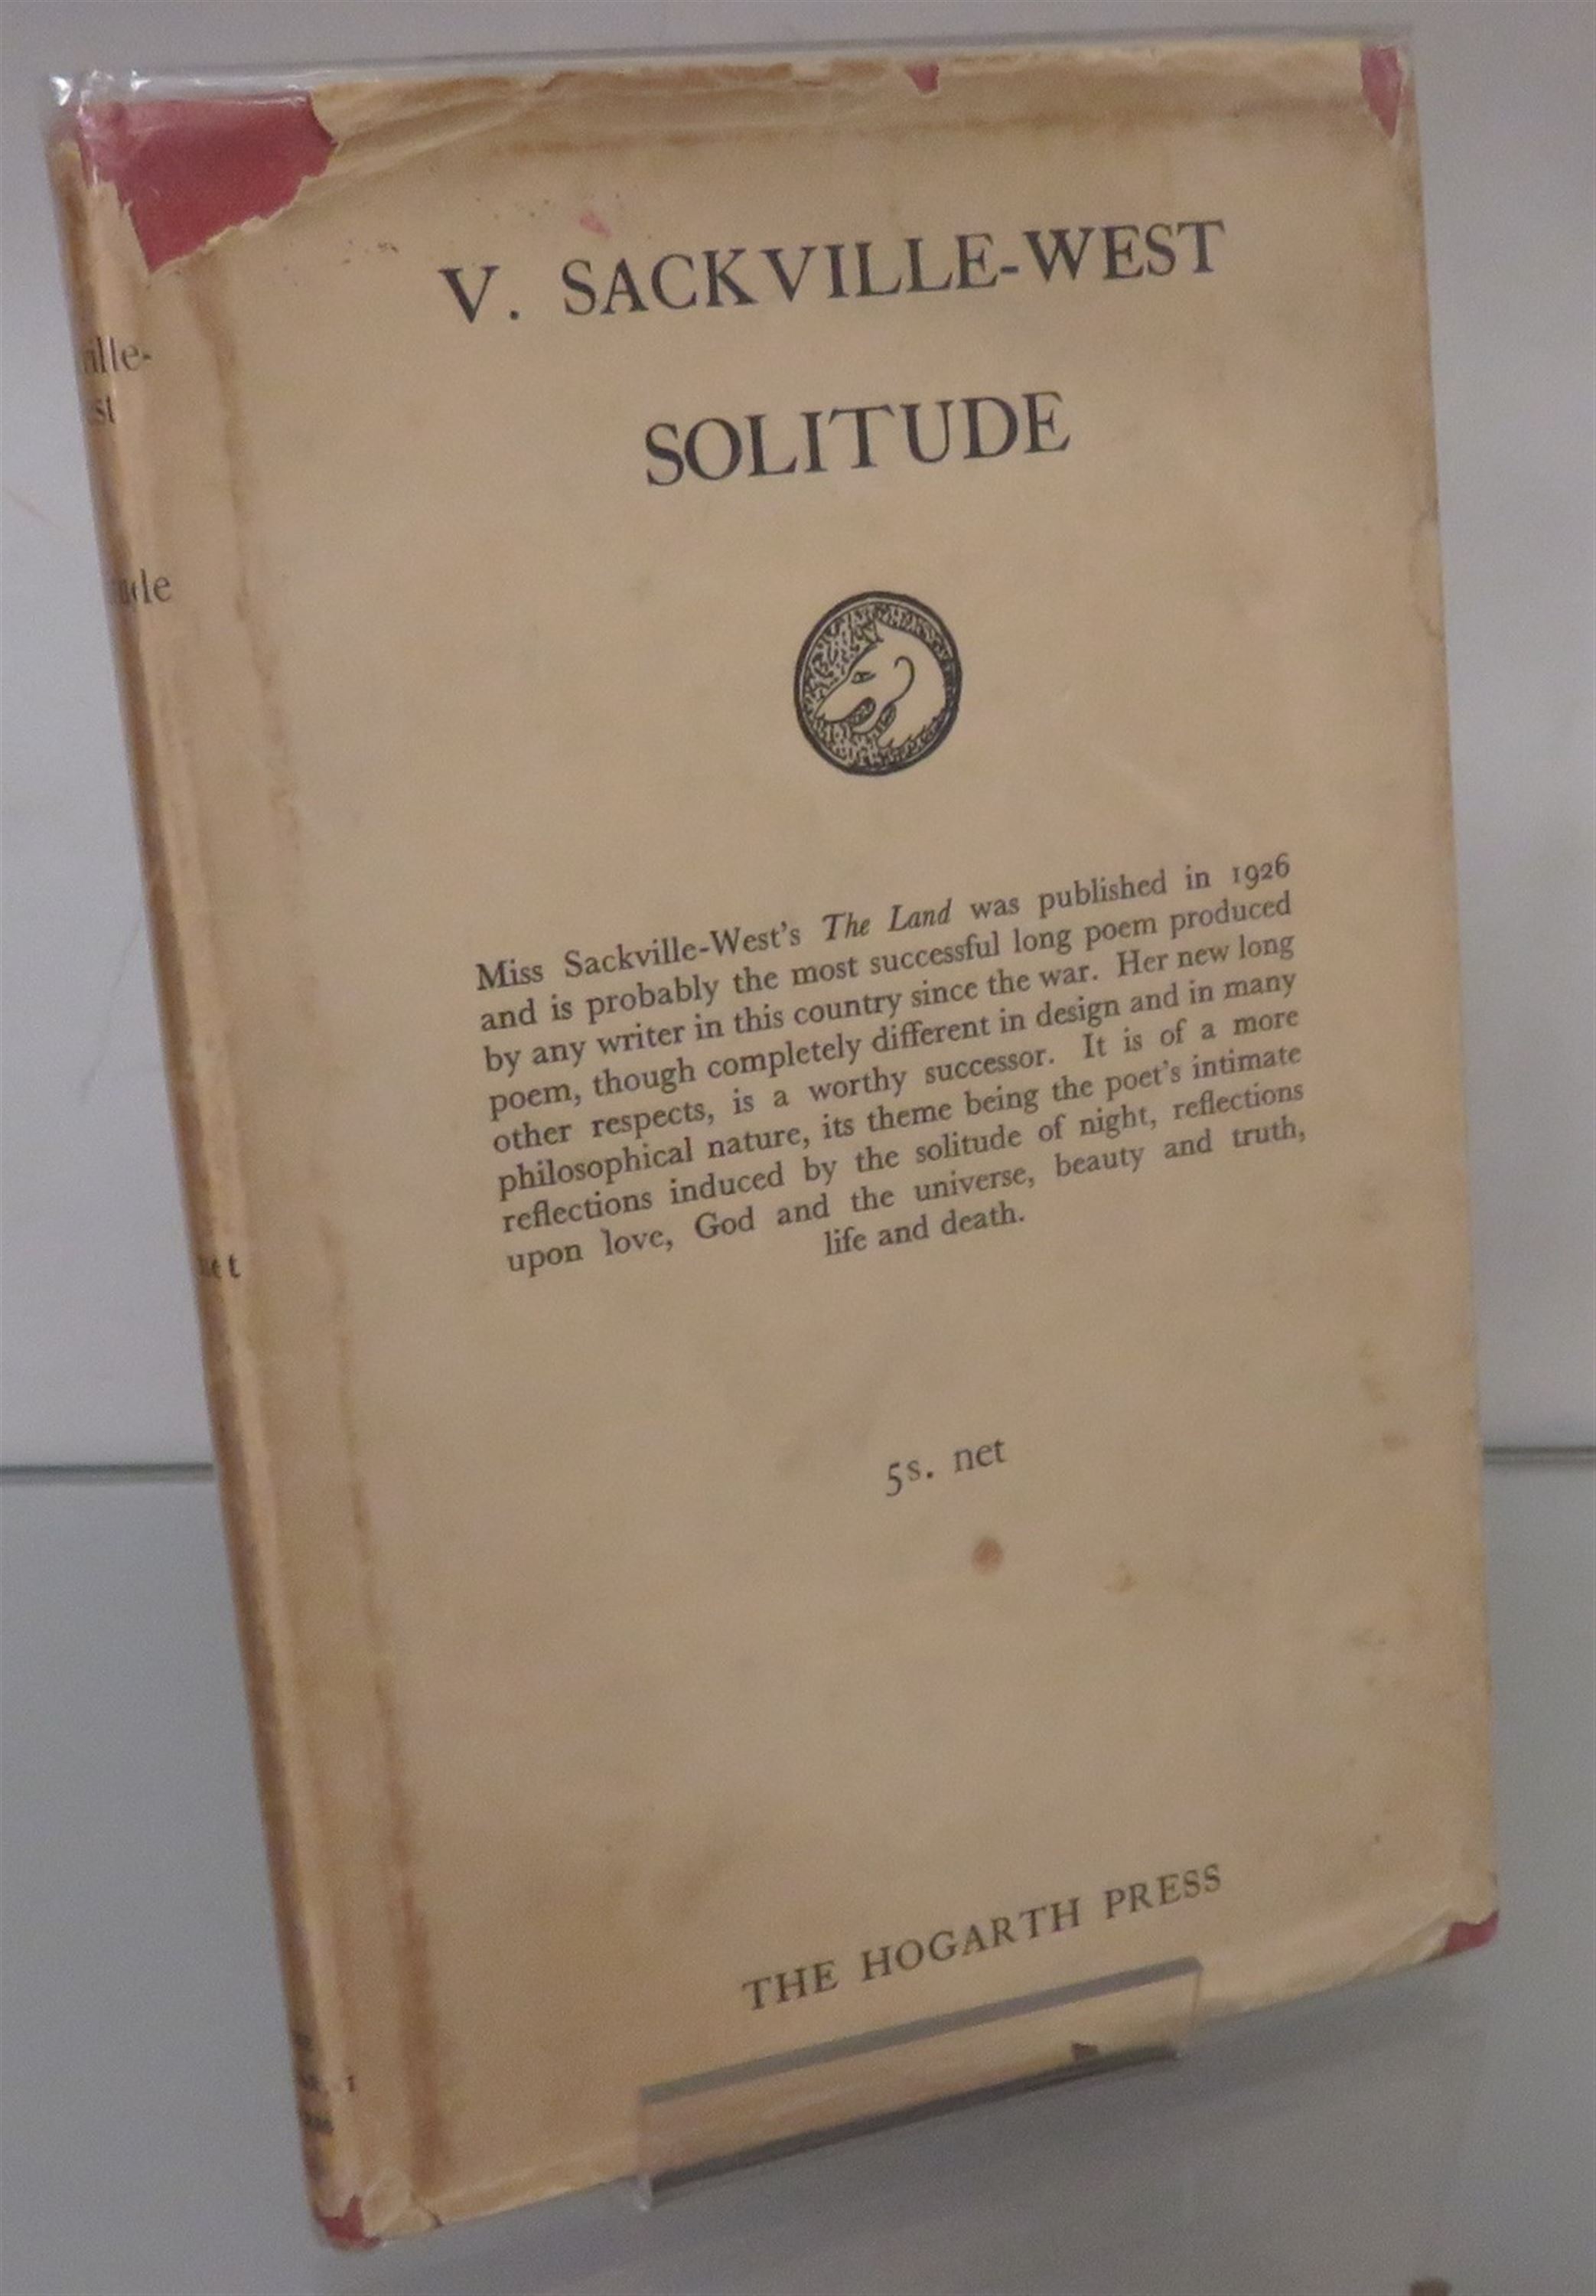 V. SACKVILLE-WEST
SOLITUDE
Miss Sackville-West's The Land was published in 1926
and is probably the most successful long poem produced
by any writer in this country since the war. Her new long
poem, though completely different in design and in many
other respects, is a worthy successor. It is of a more
philosophical nature, its theme being the poet's intimate
reflections induced by the solitude of night, reflections
upon love, God and the universe, beauty and truth,
life and death.
5s. net
THE HOGARTH PRESS